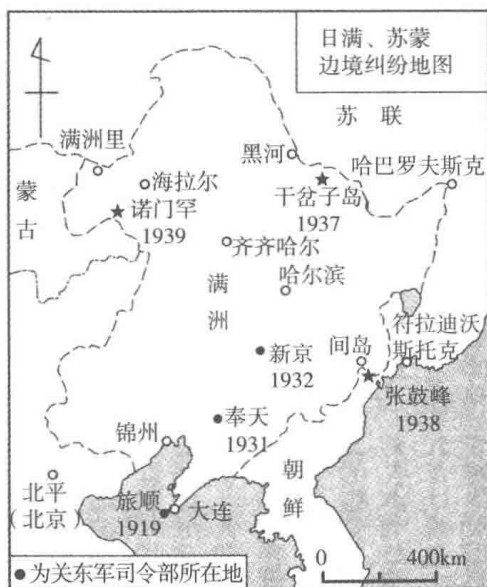 日满、苏蒙
边境纠纷地图
苏 联
满洲里
黑河
哈巴罗夫斯克
海拉尔
干岔子岛
1937
蒙古
诺门罕
1939
齐齐哈尔
满洲
哈尔滨
符拉迪沃
斯托克
间岛
新京
1932
张鼓峰
1938
奉天
1931
锦州
朝鲜
北平
(北京)
旅顺
1919
大连
●为关东军司令部所在地
0 400km